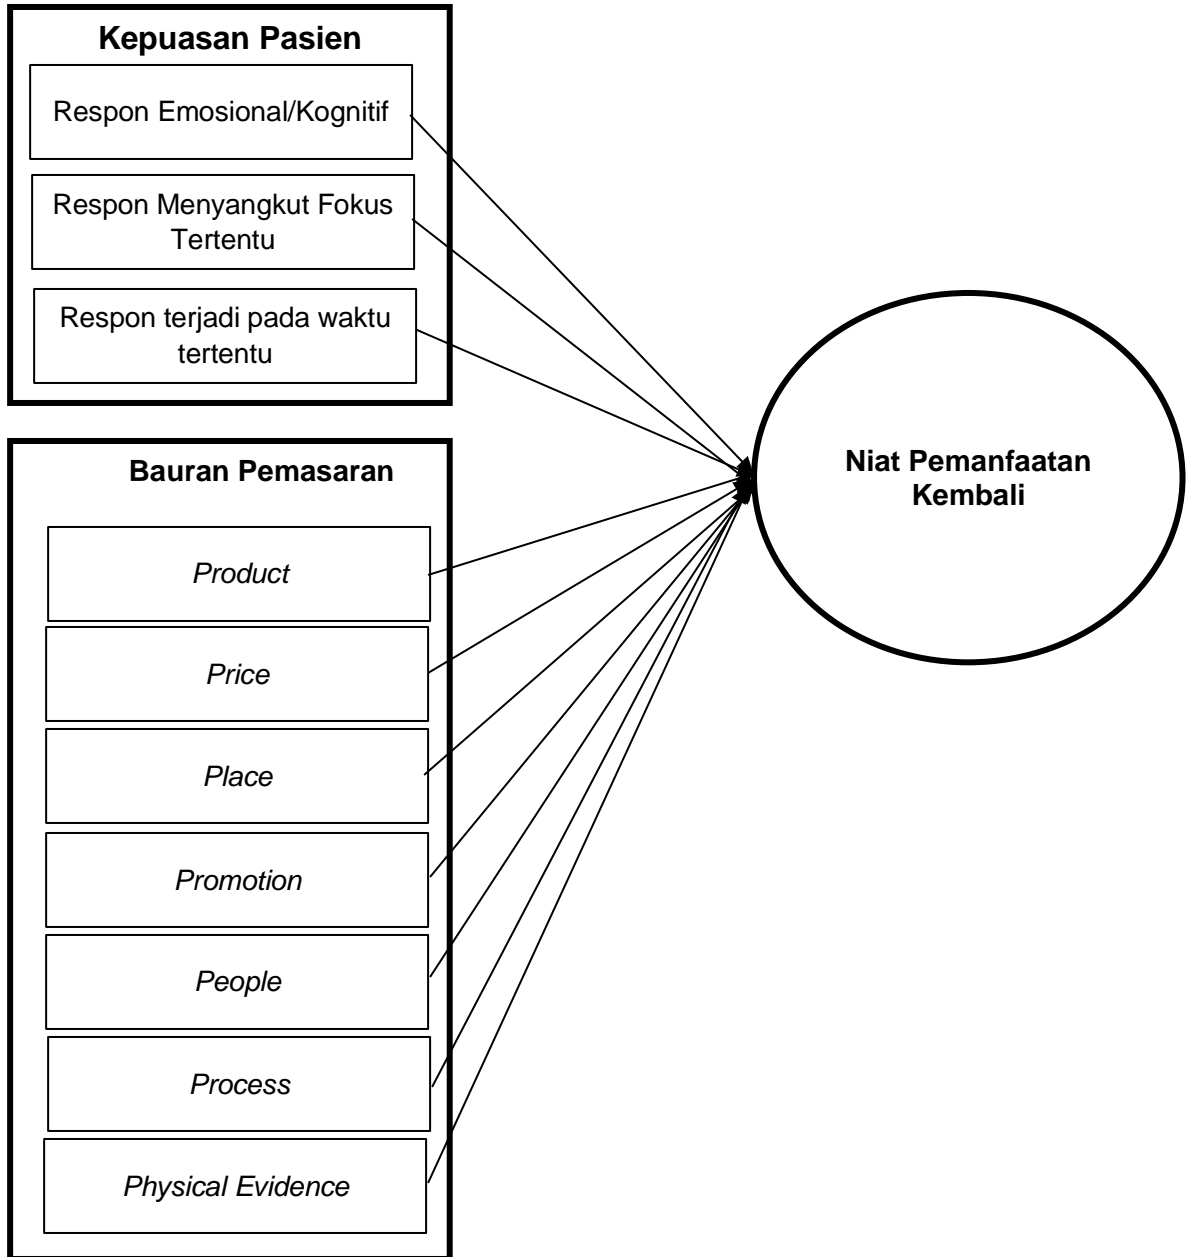 Kepuasan Pasien
Respon Emosional/Kognitif
Respon Menyangkut Fokus
Tertentu
Respon terjadi pada waktu
tertentu
Bauran Pemasaran
Product
Price
Place
Promotion
People
Process
Physical Evidence
Niat Pemanfaatan
Kembali